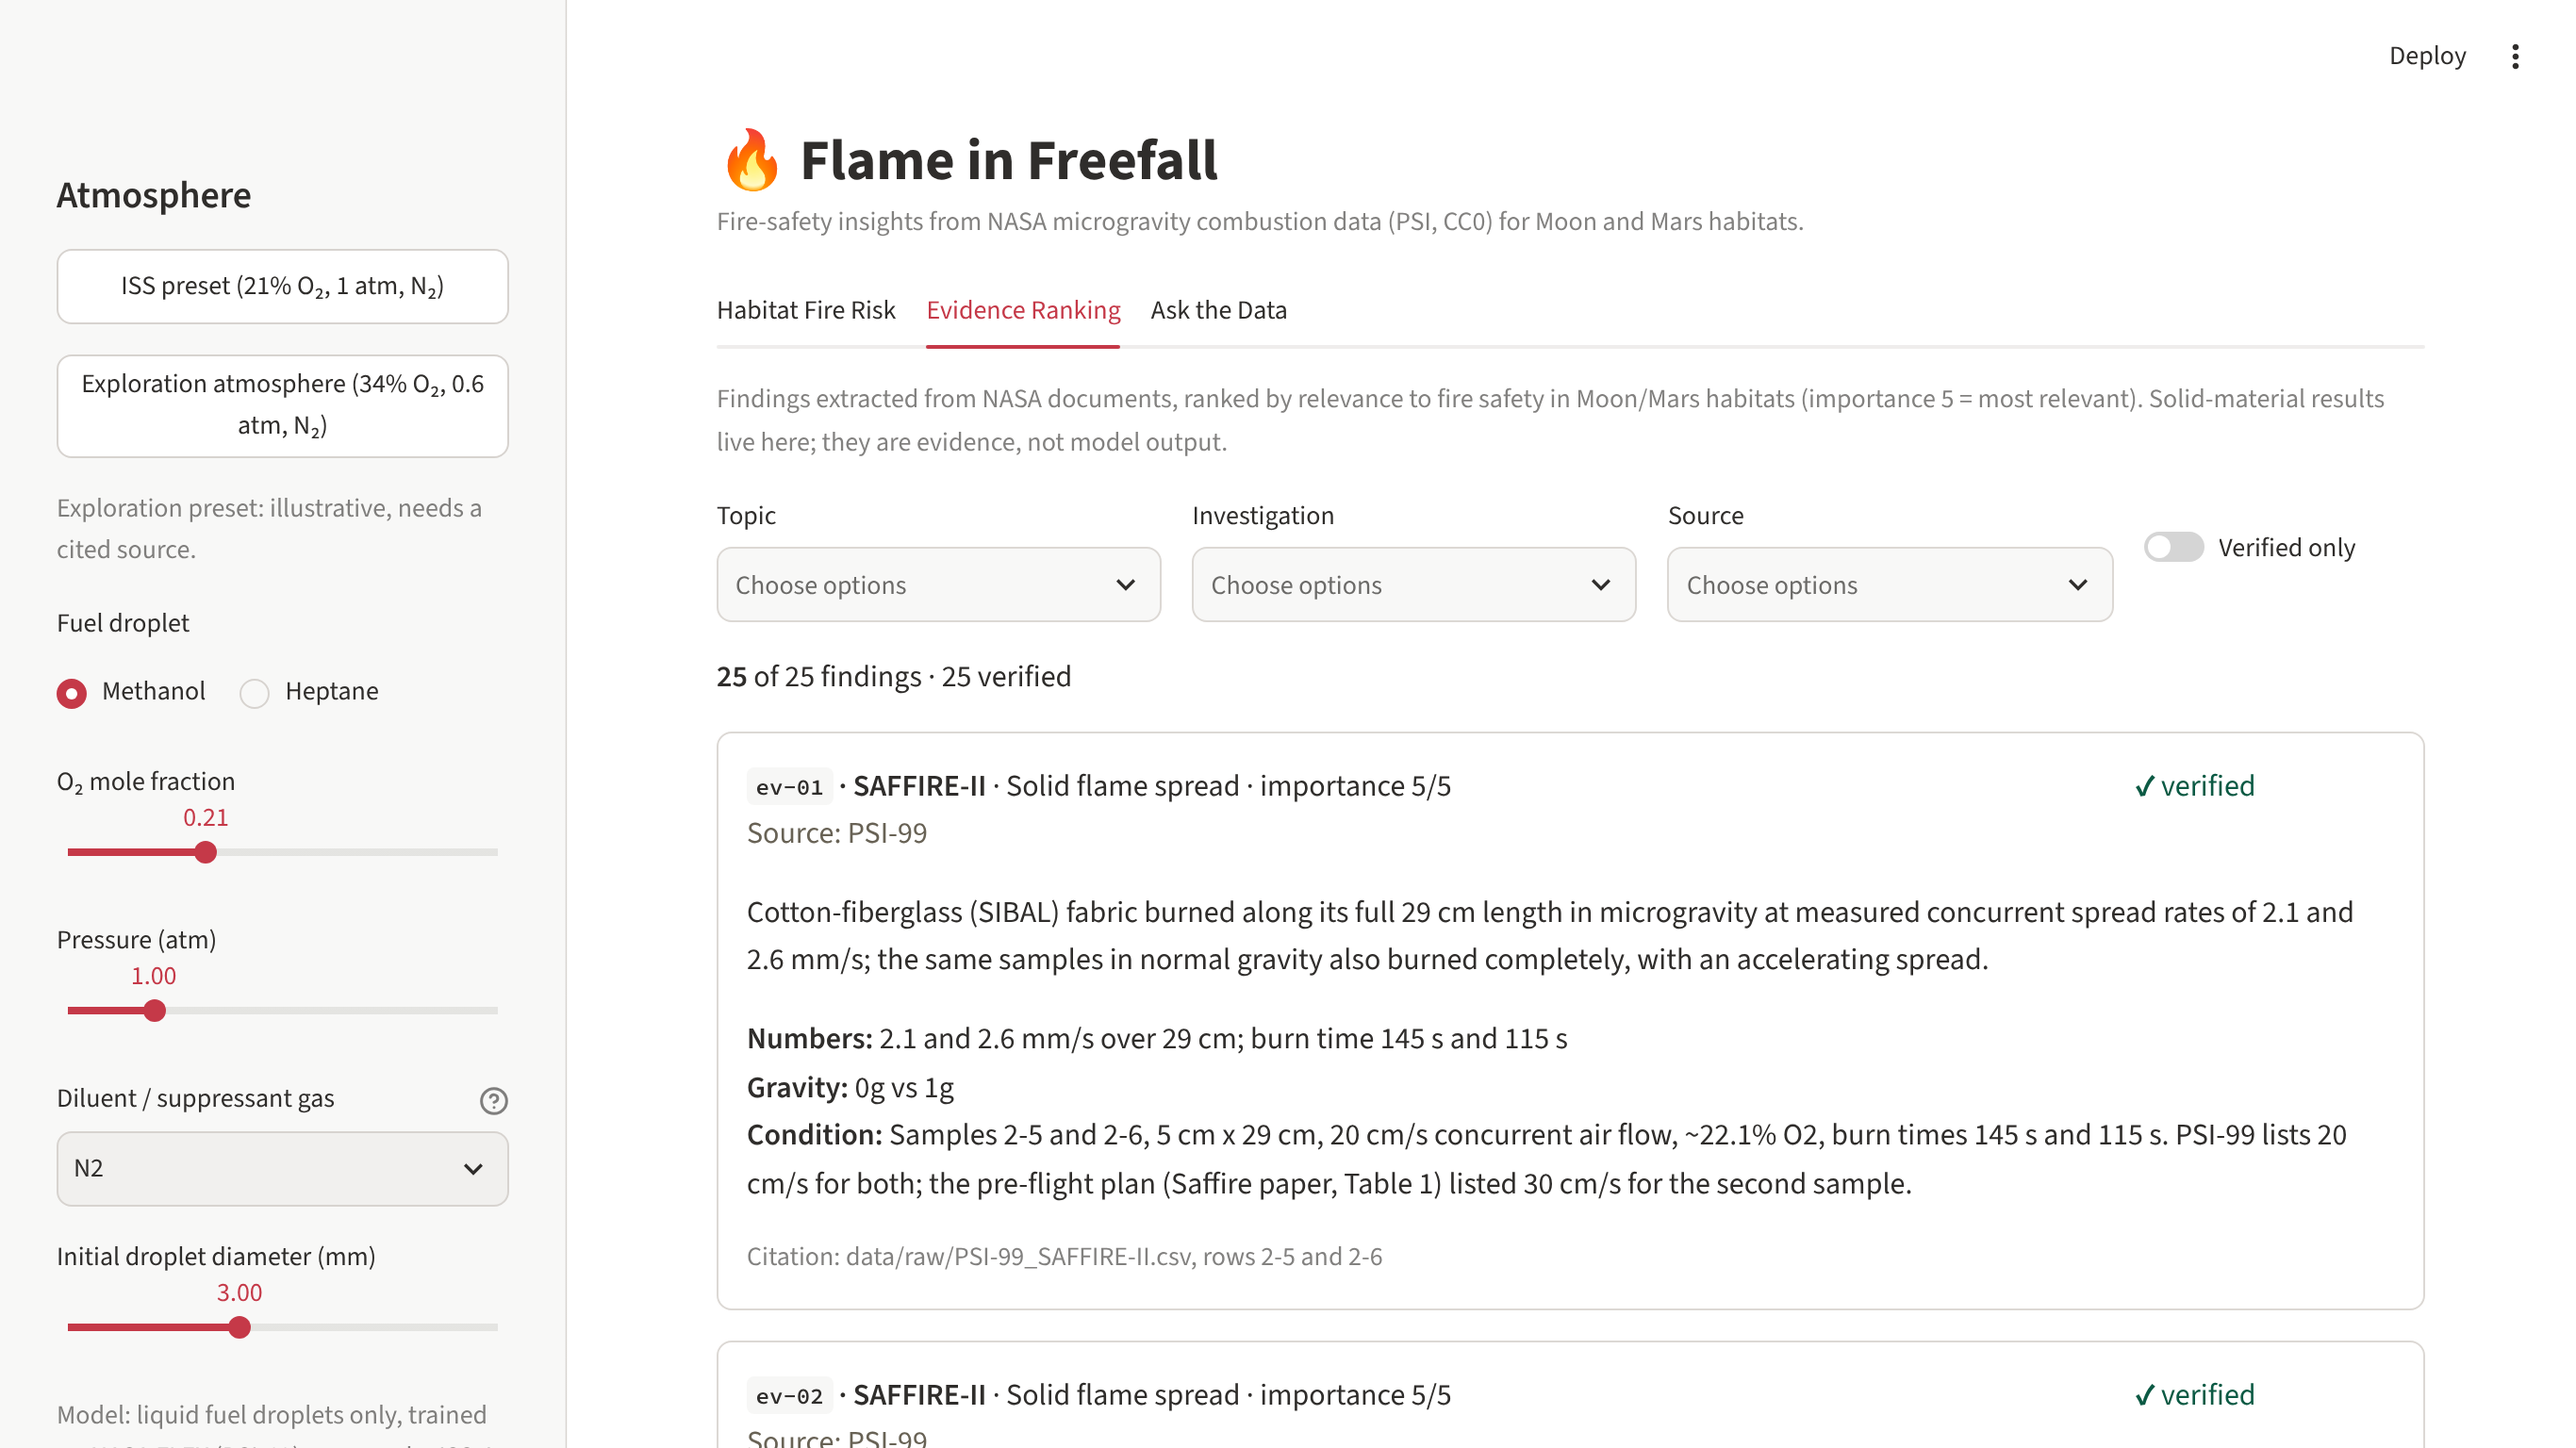 Deploy
Atmosphere
ISS preset (21% O₂, 1 atm, N₂)
Exploration atmosphere (34% O₂, 0.6
atm, N₂)
Exploration preset: illustrative, needs a
cited source.
Fuel droplet
Methanol
Heptane
O₂ mole fraction
0.21
Pressure (atm)
1.00
Diluent / suppressant gas
N2
Initial droplet diameter (mm)
3.00
Model: liquid fuel droplets only, trained
🔥 Flame in Freefall
Fire-safety insights from NASA microgravity combustion data (PSI, CC0) for Moon and Mars habitats.
Habitat Fire Risk
Evidence Ranking
Ask the Data
Findings extracted from NASA documents, ranked by relevance to fire safety in Moon/Mars habitats (importance 5 = most relevant). Solid-material results
live here; they are evidence, not model output.
Topic
Choose options
Investigation
Choose options
Source
Choose options
Verified only
25 of 25 findings · 25 verified
ev-01 · SAFFIRE-II · Solid flame spread · importance 5/5
✓ verified
Source: PSI-99
Cotton-fiberglass (SIBAL) fabric burned along its full 29 cm length in microgravity at measured concurrent spread rates of 2.1 and
2.6 mm/s; the same samples in normal gravity also burned completely, with an accelerating spread.
Numbers: 2.1 and 2.6 mm/s over 29 cm; burn time 145 s and 115 s
Gravity: 0g vs 1g
Condition: Samples 2-5 and 2-6, 5 cm x 29 cm, 20 cm/s concurrent air flow, ~22.1% O2, burn times 145 s and 115 s. PSI-99 lists 20
cm/s for both; the pre-flight plan (Saffire paper, Table 1) listed 30 cm/s for the second sample.
Citation: data/raw/PSI-99_SAFFIRE-II.csv, rows 2-5 and 2-6
ev-02 · SAFFIRE-II · Solid flame spread · importance 5/5
✓ verified
Source: PSI-99